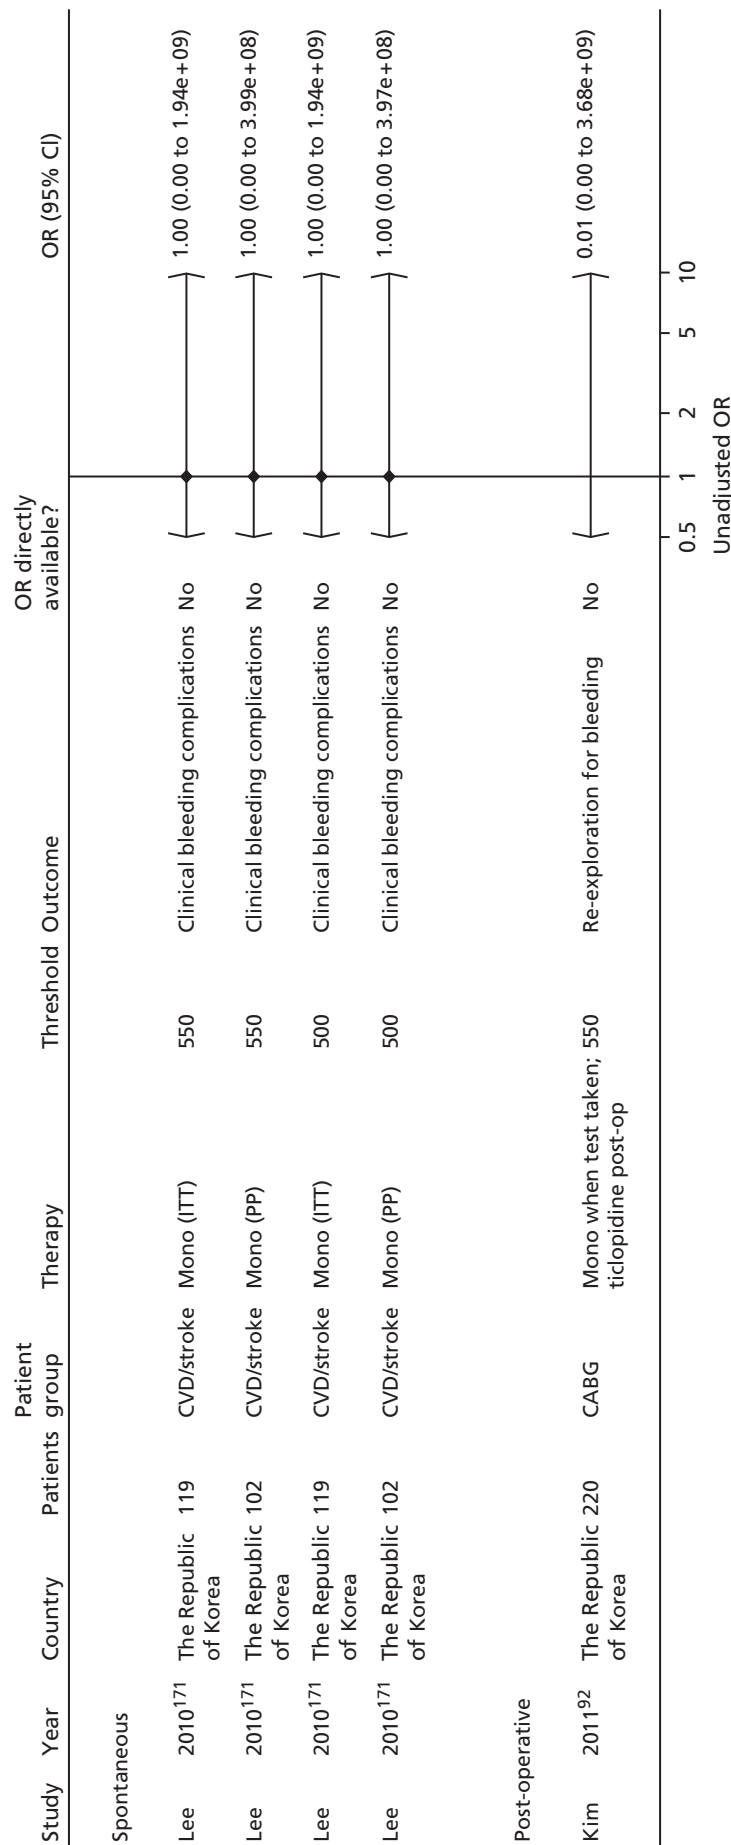 Study Year Country Patients Patient group Therapy Threshold Outcome OR directly available? OR (95% CI)
Spontaneous
Lee 2010171 The Republic of Korea 119 CVD/stroke Mono (ITT) 550 Clinical bleeding complications No 1.00 (0.00 to 1.94e+09)
Lee 2010171 The Republic of Korea 102 CVD/stroke Mono (PP) 550 Clinical bleeding complications No 1.00 (0.00 to 3.99e+08)
Lee 2010171 The Republic of Korea 119 CVD/stroke Mono (ITT) 500 Clinical bleeding complications No 1.00 (0.00 to 1.94e+09)
Lee 2010171 The Republic of Korea 102 CVD/stroke Mono (PP) 500 Clinical bleeding complications No 1.00 (0.00 to 3.97e+08)
Post-operative
Kim 201192 The Republic of Korea 220 CABG Mono when test taken; ticlopidine post-op 550 Re-exploration for bleeding No 0.01 (0.00 to 3.68e+09)
0.5 1 2 5 10
Unadjusted OR